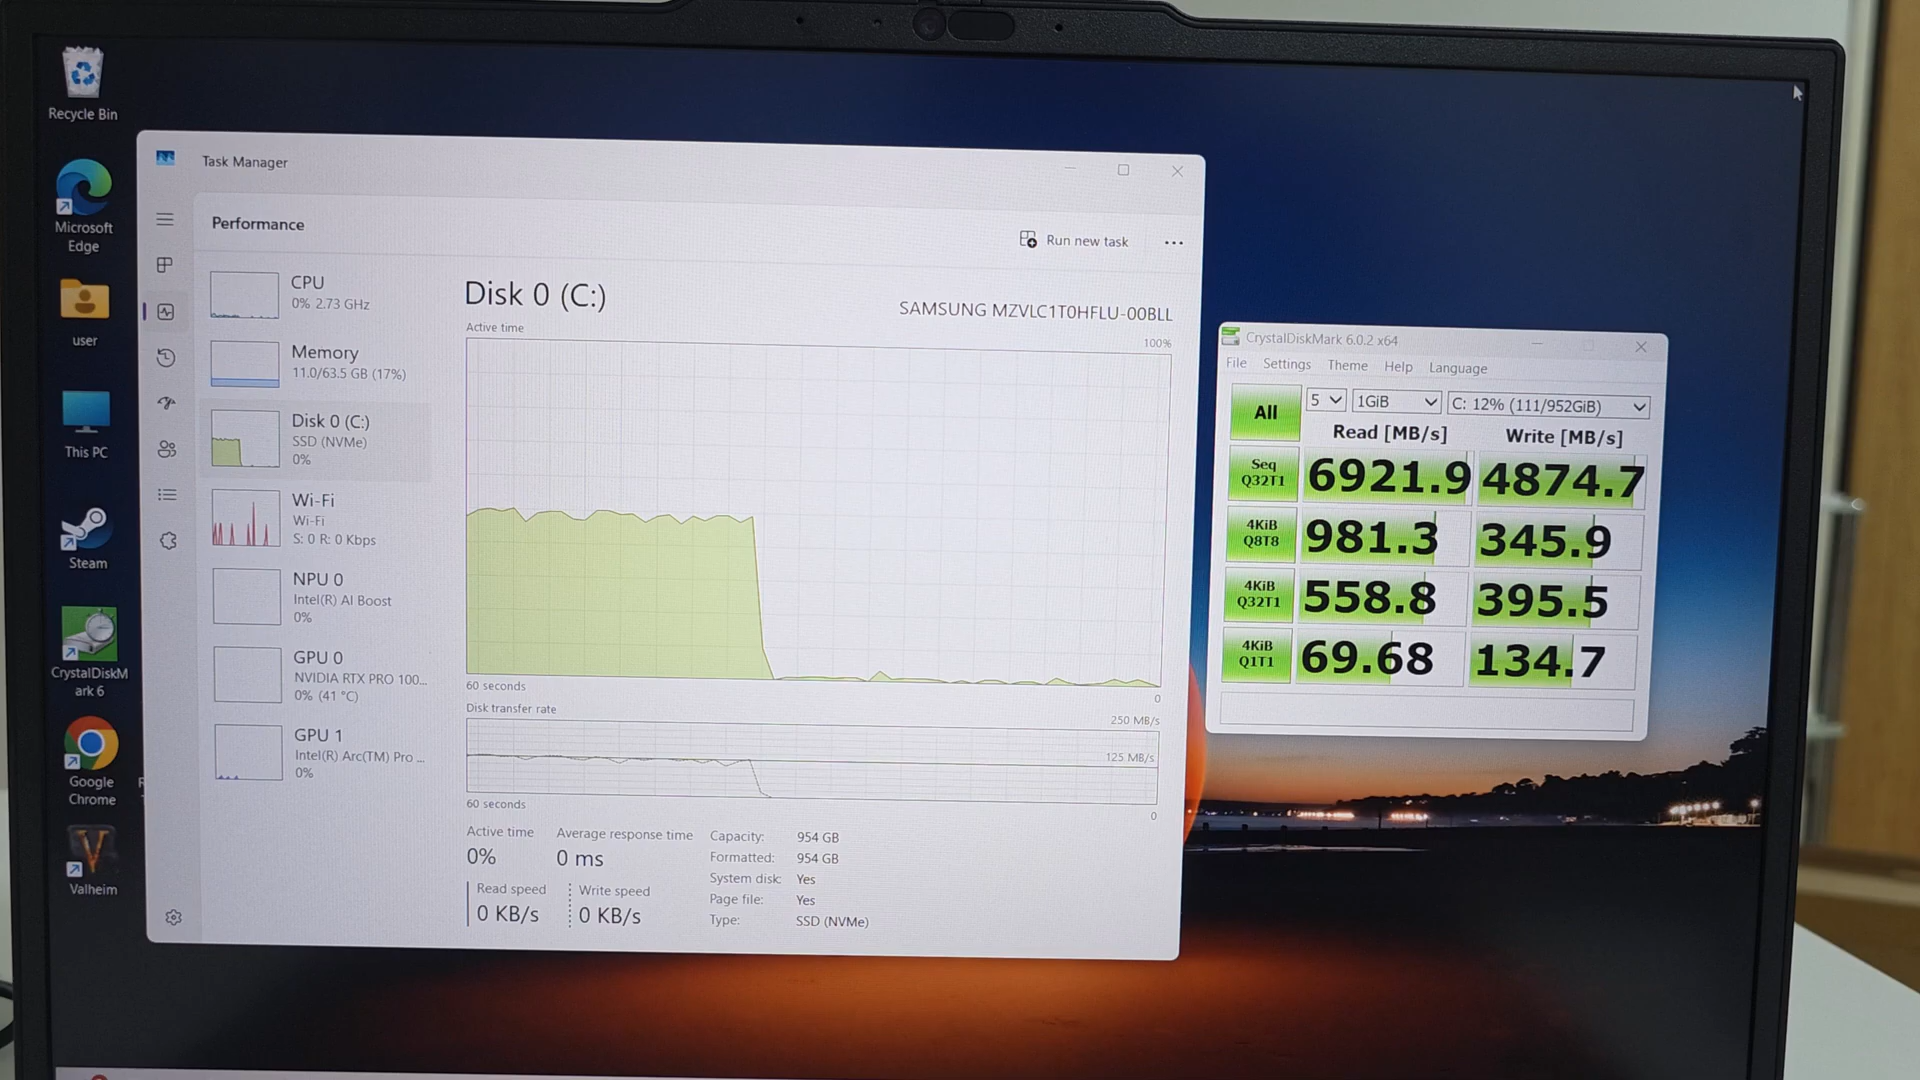 Recycle Bin
Microsoft
Edge
user
This PC
Steam
CrystalDiskM
ark 6
Google
Chrome
Valheim
Task Manager
Performance
Run new task
CPU
0% 2.73 GHz
Memory
11.0/63.5 GB (17%)
Disk 0 (C:)
SSD (NVMe)
0%
Wi-Fi
Wi-Fi
S: 0 R: 0 Kbps
NPU 0
Intel(R) AI Boost
0%
GPU 0
NVIDIA RTX PRO 100...
0% (41 °C)
GPU 1
Intel(R) Arc(TM) Pro ...
0%
Disk 0 (C:)
SAMSUNG MZVLC1T0HFLU-00BLL
Active time
100%
60 seconds
0
Disk transfer rate
250 MB/s
125 MB/s
60 seconds
0
Active time
0%
Average response time
0 ms
Read speed
0 KB/s
Write speed
0 KB/s
Capacity: 954 GB
Formatted: 954 GB
System disk: Yes
Page file: Yes
Type: SSD (NVMe)
CrystalDiskMark 6.0.2 x64
File Settings Theme Help Language
All 5 1GiB C: 12% (111/952GiB)
Read [MB/s] Write [MB/s]
Seq
Q32T1 6921.9 4874.7
4KiB
Q8T8 981.3 345.9
4KiB
Q32T1 558.8 395.5
4KiB
Q1T1 69.68 134.7